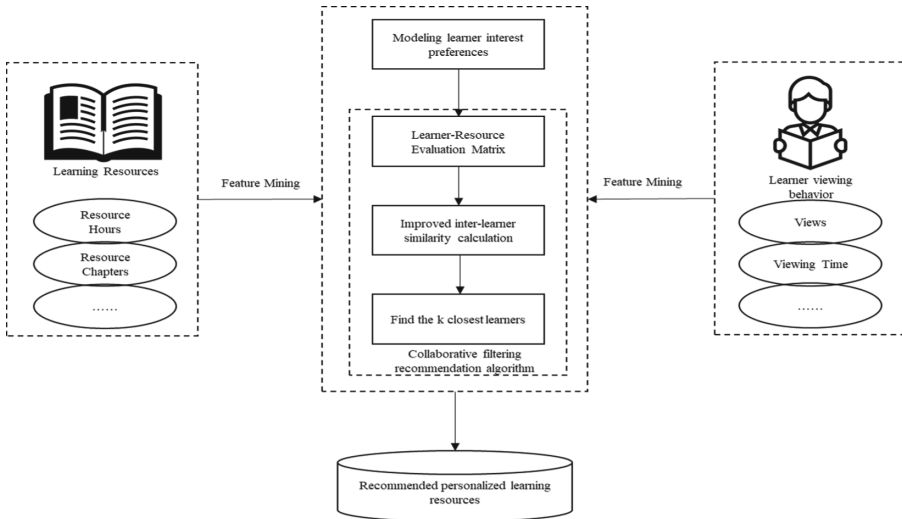 Modeling learner interest
preferences
Learning Resources
Resource
Hours
Resource
Chapters
......
Feature Mining
Learner-Resource
Evaluation Matrix
Improved inter-learner
similarity calculation
Find the k closest learners
Collaborative filtering
recommendation algorithm
Feature Mining
Learner viewing
behavior
Views
Viewing Time
......
Recommended personalized learning
resources